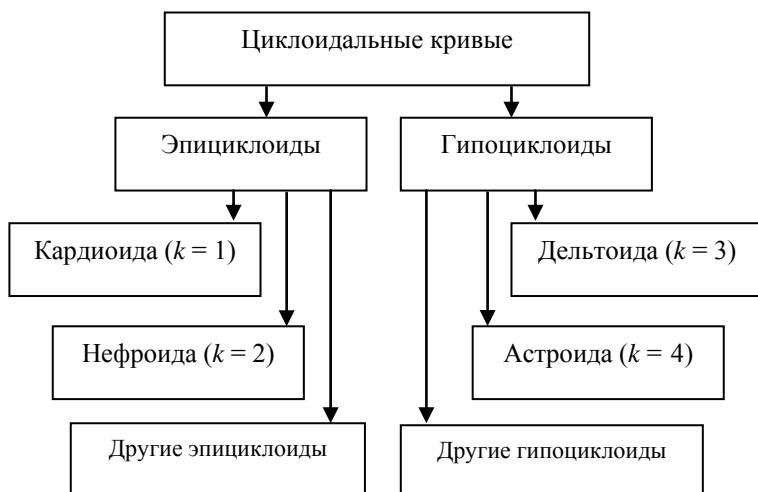 Циклоидальные кривые
Эпициклоиды
Гипоциклоиды
Кардиоида (k = 1)
Дельтоида (k = 3)
Нефроида (k = 2)
Астроида (k = 4)
Другие эпициклоиды
Другие гипоциклоиды